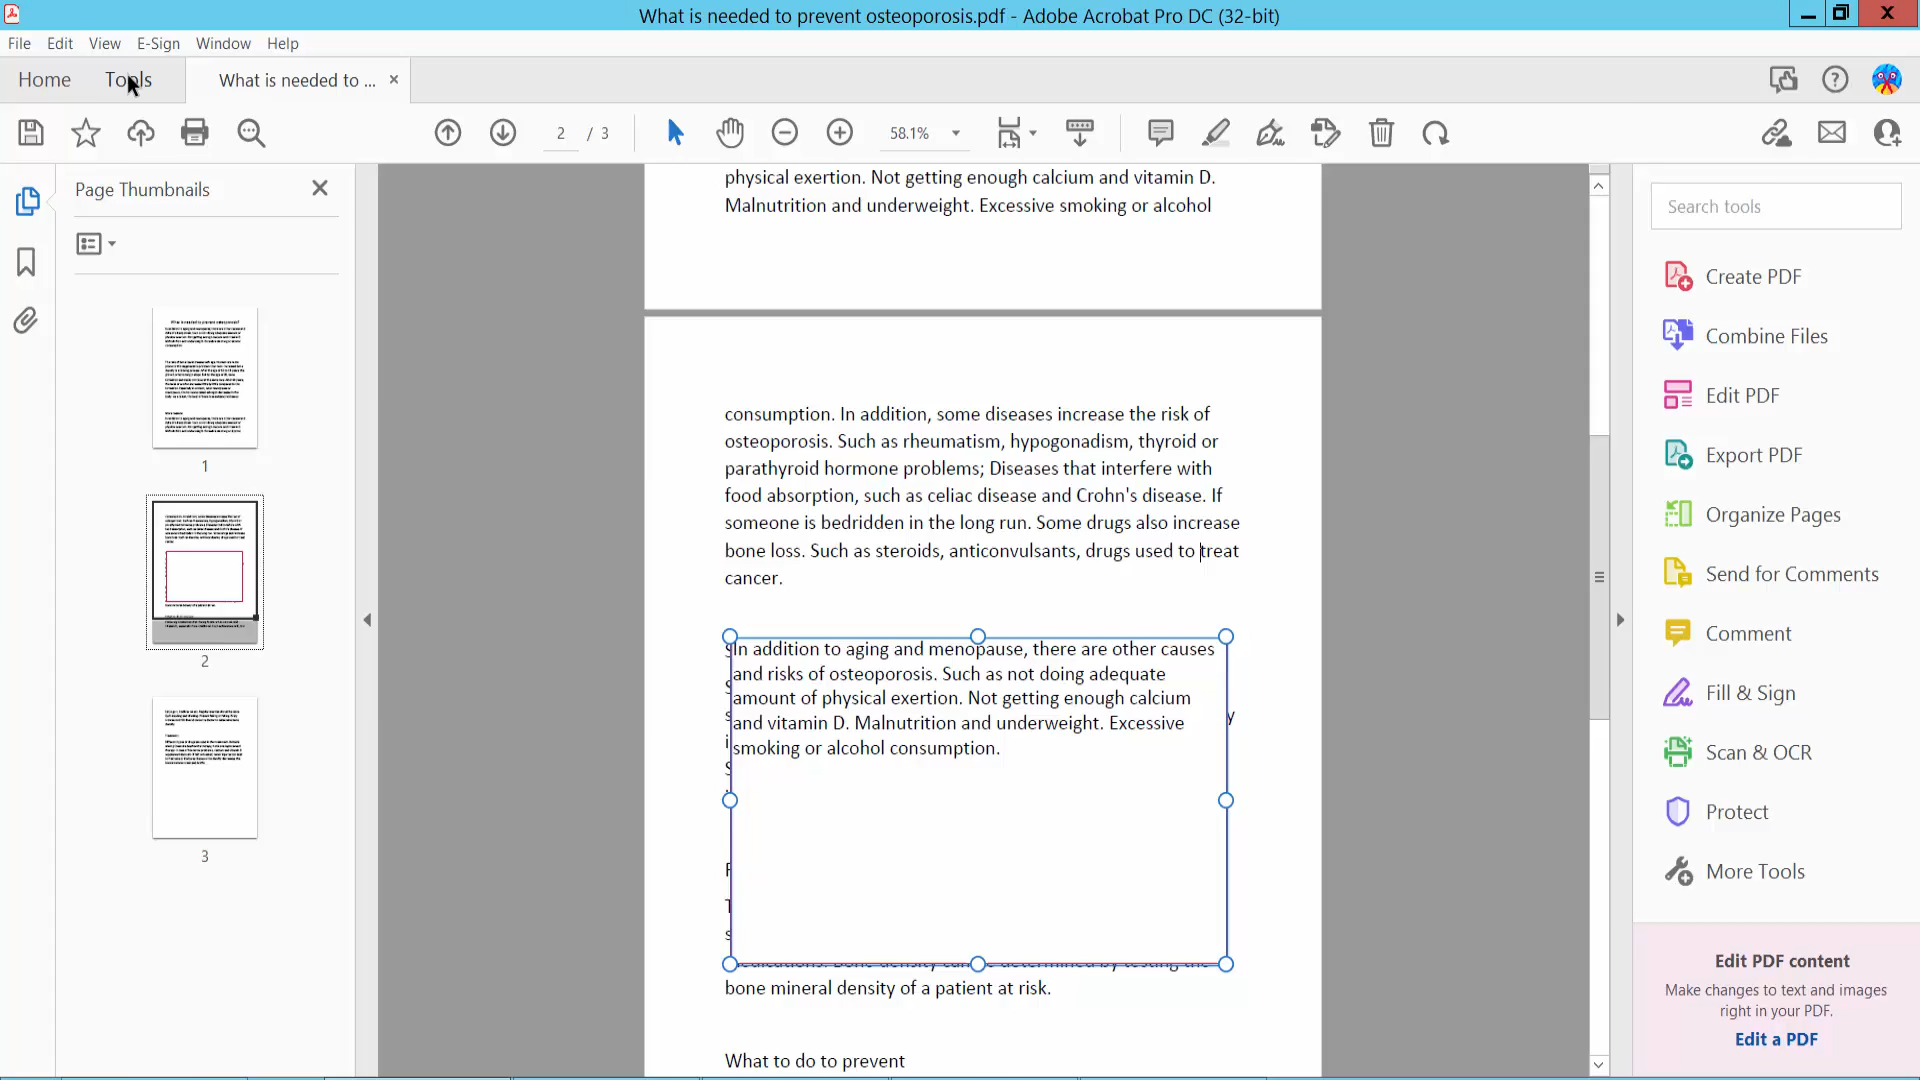 What is needed to prevent osteoporosis.pdf - Adobe Acrobat Pro DC (32-bit)
File Edit View E-Sign Window Help
Home Tools What is needed to ... ×
2 / 3 58.1%
Page Thumbnails
1
2
3
physical exertion. Not getting enough calcium and vitamin D.
Malnutrition and underweight. Excessive smoking or alcohol
consumption. In addition, some diseases increase the risk of
osteoporosis. Such as rheumatism, hypogonadism, thyroid or
parathyroid hormone problems; Diseases that interfere with
food absorption, such as celiac disease and Crohn's disease. If
someone is bedridden in the long run. Some drugs also increase
bone loss. Such as steroids, anticonvulsants, drugs used to treat
cancer.
In addition to aging and menopause, there are other causes
and risks of osteoporosis. Such as not doing adequate
amount of physical exertion. Not getting enough calcium
and vitamin D. Malnutrition and underweight. Excessive
smoking or alcohol consumption.
bone mineral density of a patient at risk.
What to do to prevent
Search tools
Create PDF
Combine Files
Edit PDF
Export PDF
Organize Pages
Send for Comments
Comment
Fill & Sign
Scan & OCR
Protect
More Tools
Edit PDF content
Make changes to text and images
right in your PDF.
Edit a PDF